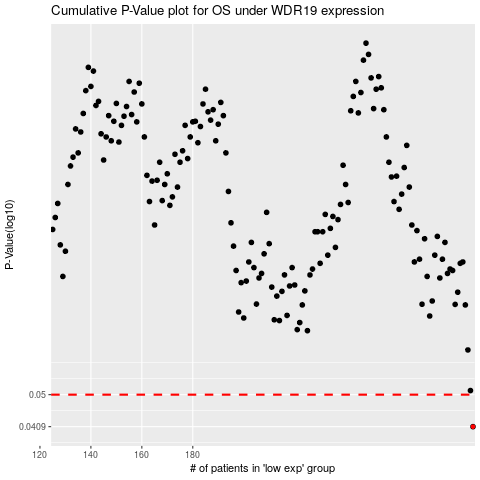 Cumulative P-Value plot for OS under WDR19 expression
P-Value(log10)
0.05
0.0409
120 140 160 180
# of patients in 'low exp' group